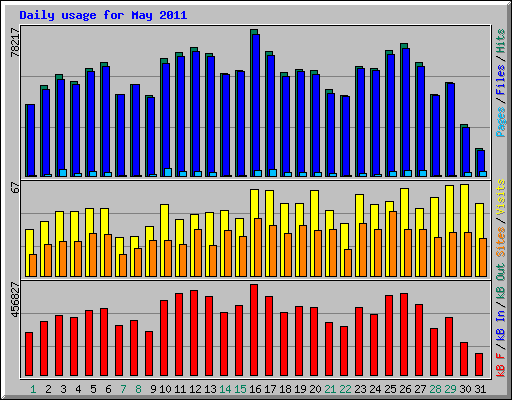 Daily usage for May 2011
78217
Pages / Files / Hits
67
Sites / Visits
456827
kB F / kB In / kB Out
1 2 3 4 5 6 7 8 9 10 11 12 13 14 15 16 17 18 19 20 21 22 23 24 25 26 27 28 29 30 31